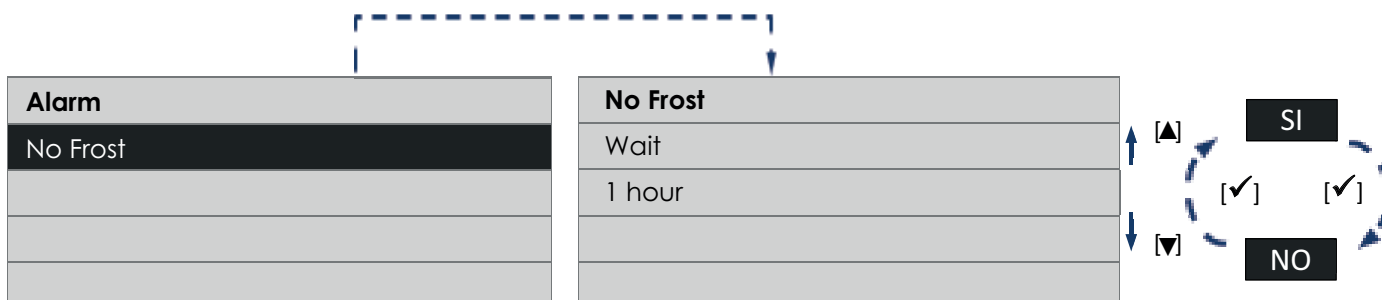 Alarm
No Frost
No Frost
Wait
1 hour
[▲]
[▼]
SI
[✓] [✓]
NO